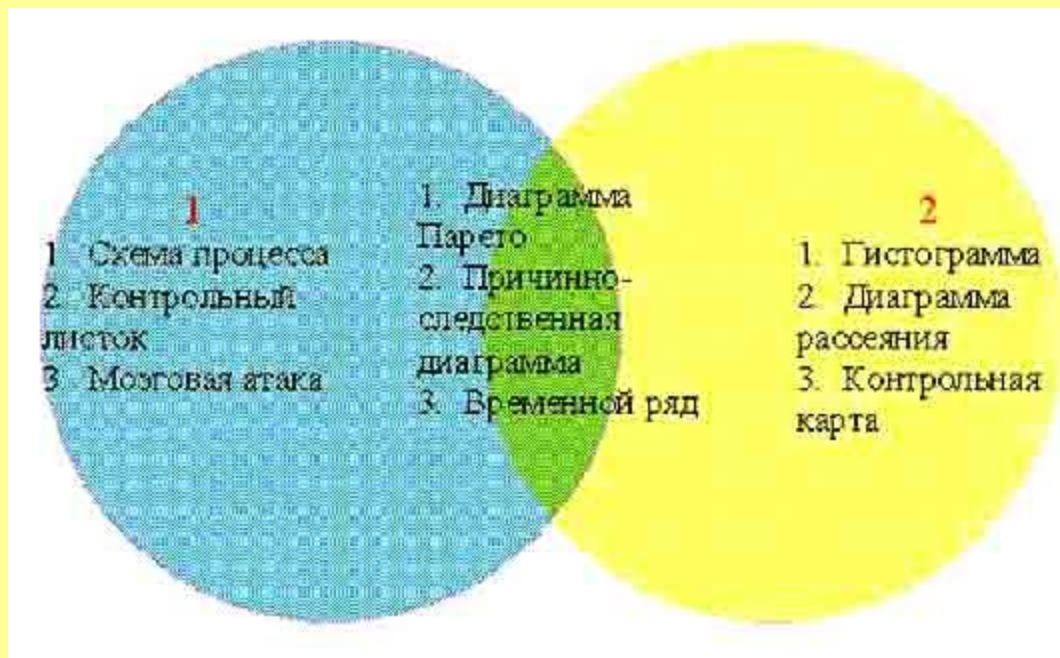 1
1 Схема процесса
2 Контрольный
листок
3 Мозговая атака
1. Диаграмма
Парето
2. Причинно-
следственная
диаграмма
3. Временной ряд
2
1. Гистограмма
2 Диаграмма
рассеяния
3. Контрольная
карта